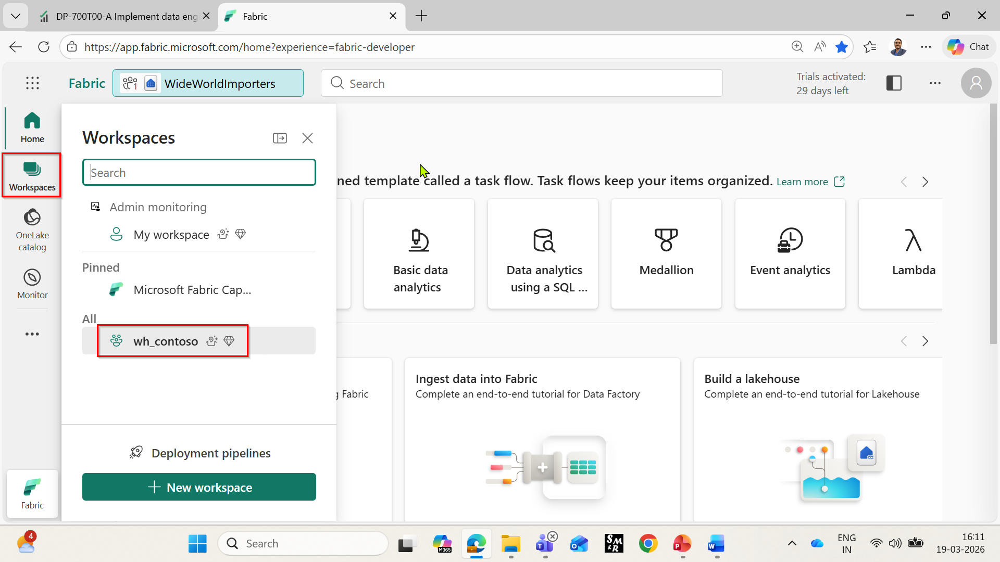 DP-700T00-A Implement data eng
Fabric
https://app.fabric.microsoft.com/home?experience=fabric-developer
Chat
Fabric
1
WideWorldImporters
Search
Trials activated:
29 days left
Home
Workspaces
OneLake
catalog
Monitor
Fabric
Workspaces
Search
Admin monitoring
My workspace
Pinned
Microsoft Fabric Cap...
All
wh_contoso
Deployment pipelines
New workspace
ned template called a task flow. Task flows keep your items organized. Learn more
Basic data
analytics
Data analytics
using a SQL ...
Medallion
Event analytics
Lambda
Fabric
Ingest data into Fabric
Complete an end-to-end tutorial for Data Factory
Build a lakehouse
Complete an end-to-end tutorial for Lakehouse
4
Search
M365
T
O
SM
&R
P
W
ENG
IN
16:11
19-03-2026